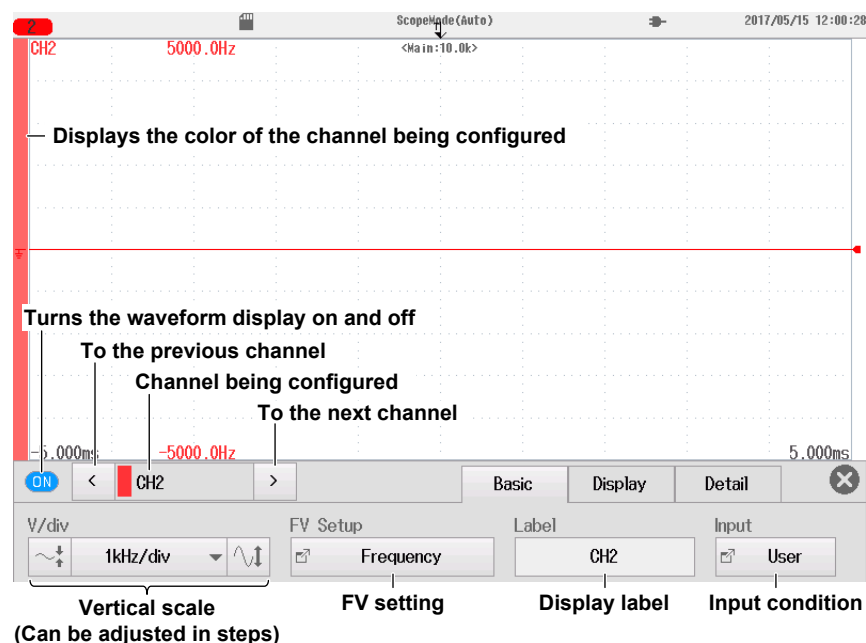 2 ScopeMode(Auto) 2017/05/15 12:00:28
CH2 5000.0Hz <Main:10.0k>
Displays the color of the channel being configured
Turns the waveform display on and off
To the previous channel
Channel being configured
To the next channel
-5.000ms -5000.0Hz 5.000ms
ON < CH2 > Basic Display Detail
V/div FV Setup Label Input
1kHz/div Frequency CH2 User
Vertical scale FV setting Display label Input condition
(Can be adjusted in steps)